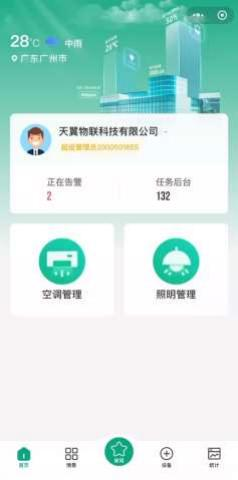 28°C 中雨
广东广州市
天翼物联科技有限公司
正在告警 任务后台
2 132
空调管理 照明管理
首页 场景 设备 统计